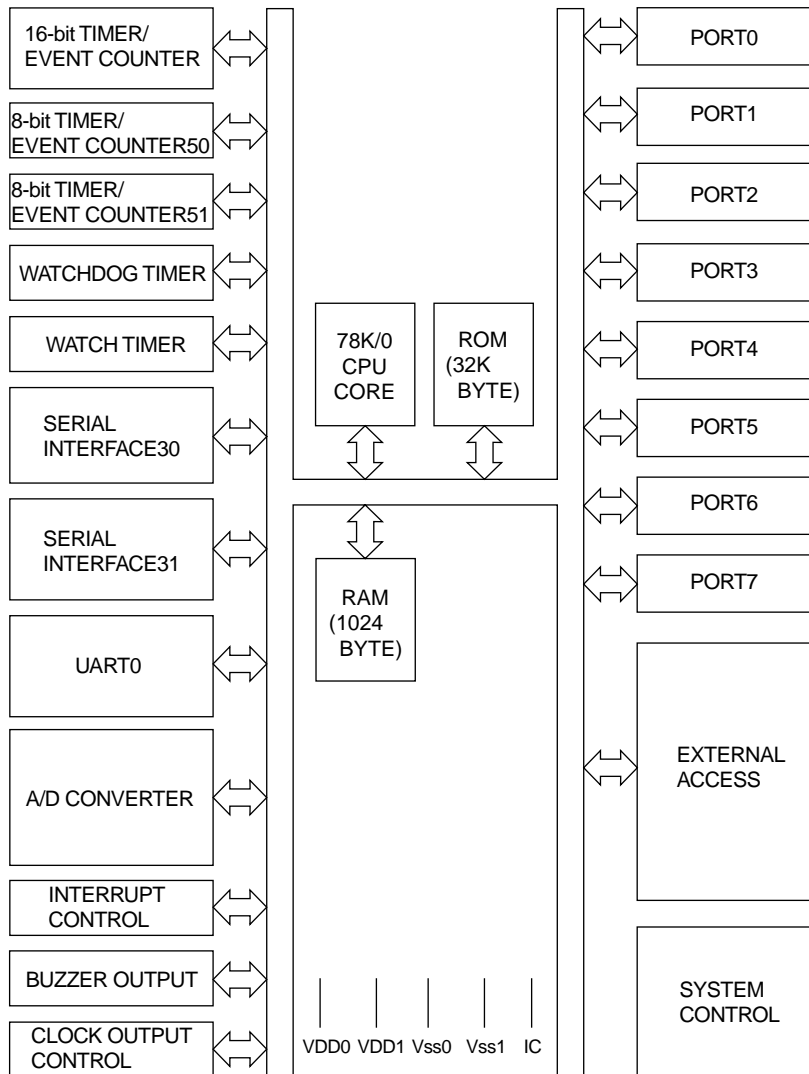 16-bit TIMER/
EVENT COUNTER
8-bit TIMER/
EVENT COUNTER50
8-bit TIMER/
EVENT COUNTER51
WATCHDOG TIMER
WATCH TIMER
SERIAL
INTERFACE30
SERIAL
INTERFACE31
UART0
A/D CONVERTER
INTERRUPT
CONTROL
BUZZER OUTPUT
CLOCK OUTPUT
CONTROL
78K/0
CPU
CORE
ROM
(32K
BYTE)
RAM
(1024
BYTE)
VDD0 VDD1 Vss0 Vss1 IC
PORT0
PORT1
PORT2
PORT3
PORT4
PORT5
PORT6
PORT7
EXTERNAL
ACCESS
SYSTEM
CONTROL